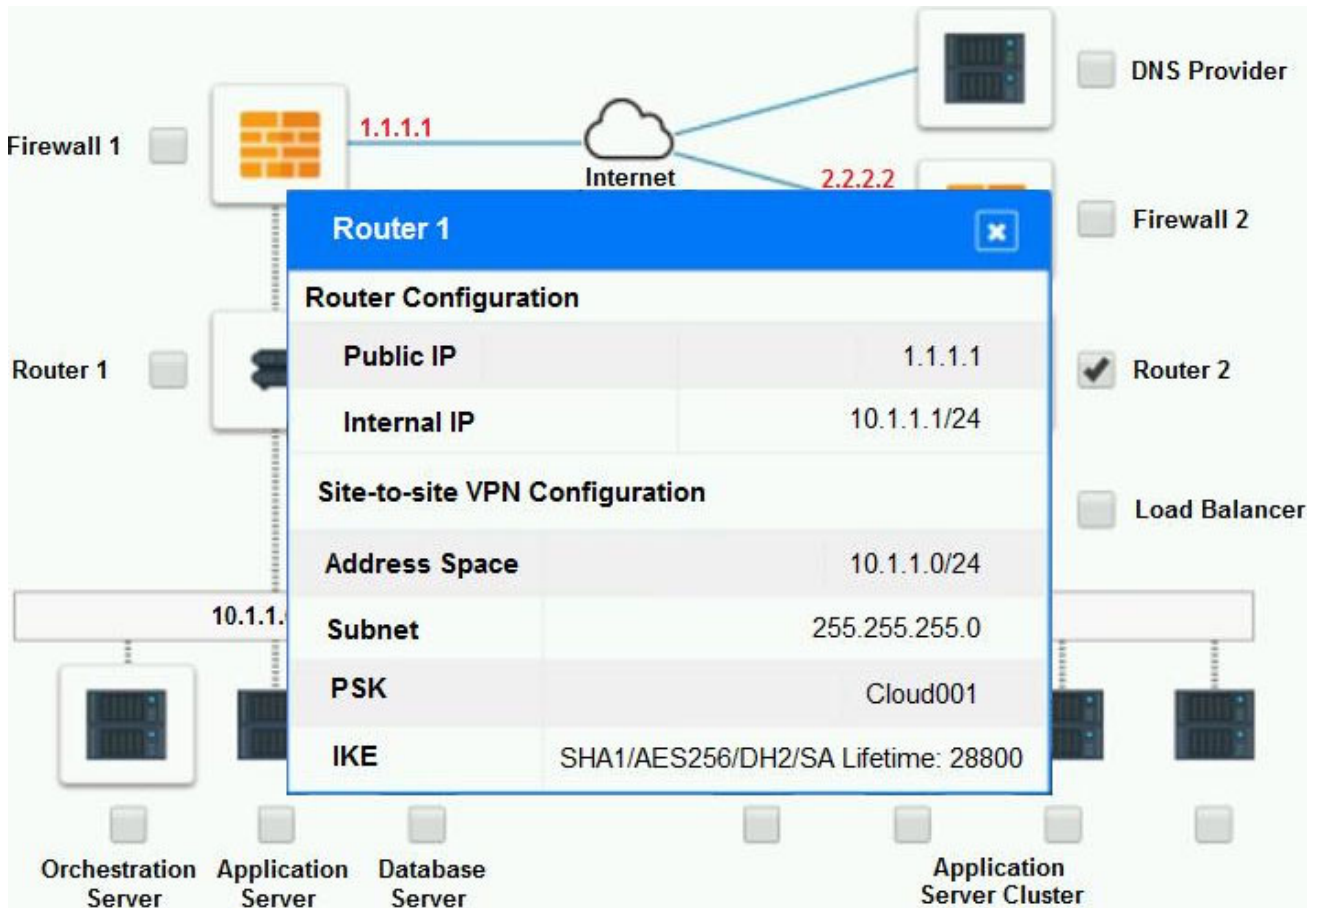 DNS Provider
Firewall 1
1.1.1.1
Internet
2.2.2.2
Firewall 2
Router 1
Router Configuration
Public IP 1.1.1.1
Internal IP 10.1.1.1/24
Router 1
Router 2
Site-to-site VPN Configuration
Load Balancer
Address Space 10.1.1.0/24
10.1.1.
Subnet 255.255.255.0
PSK Cloud001
IKE SHA1/AES256/DH2/SA Lifetime: 28800
Orchestration Server
Application Server
Database Server
Application Server Cluster